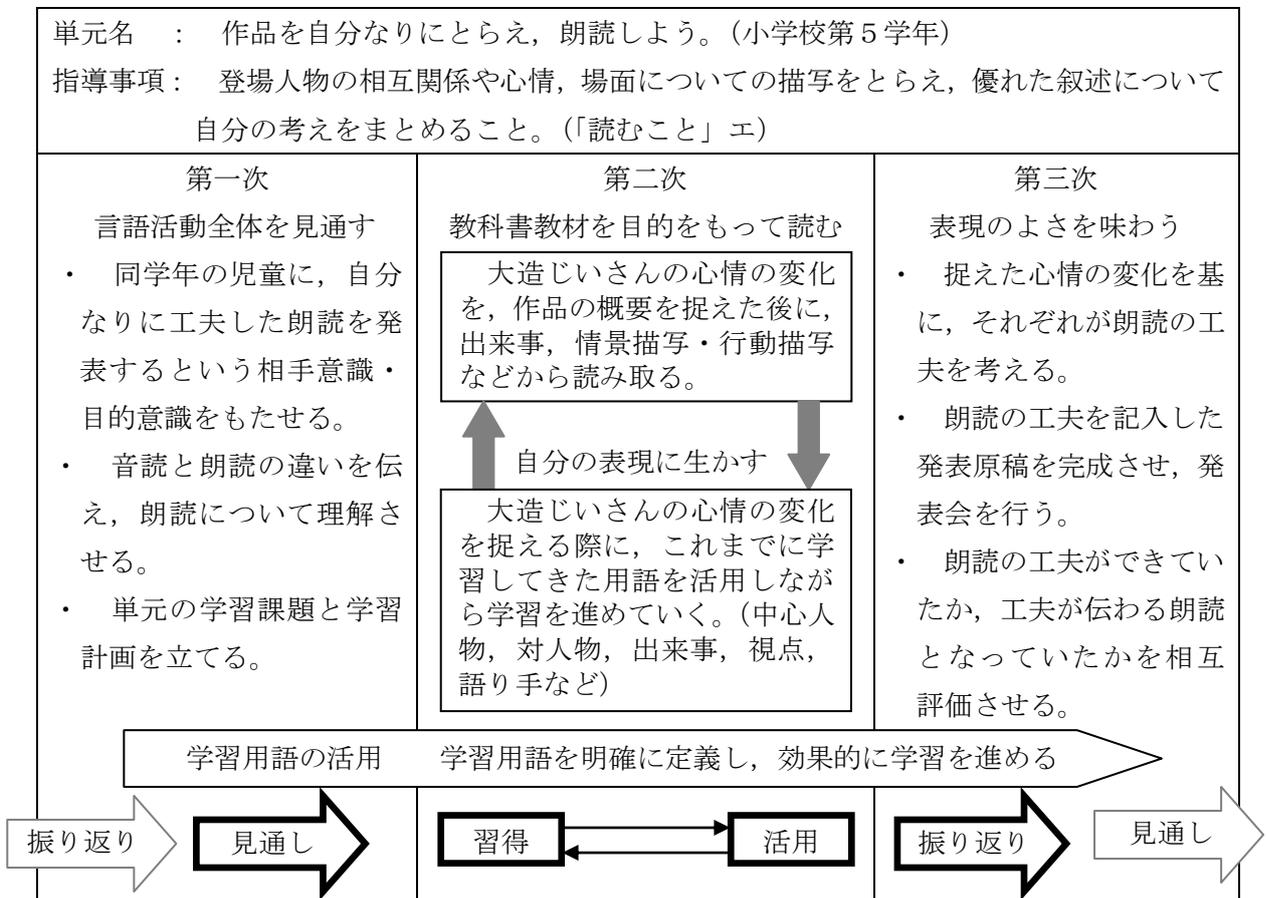 単元名　：　作品を自分なりにとらえ，朗読しよう。（小学校第５学年）
指導事項：　登場人物の相互関係や心情，場面についての描写をとらえ，優れた叙述について
自分の考えをまとめること。（「読むこと」エ）
第一次
言語活動全体を見通す
・　同学年の児童に，自分
なりに工夫した朗読を発
表するという相手意識・
目的意識をもたせる。
・　音読と朗読の違いを伝
え，朗読について理解さ
せる。
・　単元の学習課題と学習
計画を立てる。
第二次
教科書教材を目的をもって読む
大造じいさんの心情の変化
を，作品の概要を捉えた後に，
出来事，情景描写・行動描写
などから読み取る。
自分の表現に生かす
大造じいさんの心情の変化
を捉える際に，これまでに学
習してきた用語を活用しなが
ら学習を進めていく。（中心人
物，対人物，出来事，視点，
語り手など）
第三次
表現のよさを味わう
・　捉えた心情の変化を基
に，それぞれが朗読の工
夫を考える。
・　朗読の工夫を記入した
発表原稿を完成させ，発
表会を行う。
・　朗読の工夫ができてい
たか，工夫が伝わる朗読
となっていたかを相互
評価させる。
学習用語の活用　　学習用語を明確に定義し，効果的に学習を進める
振り返り
見通し
習得
活用
振り返り
見通し